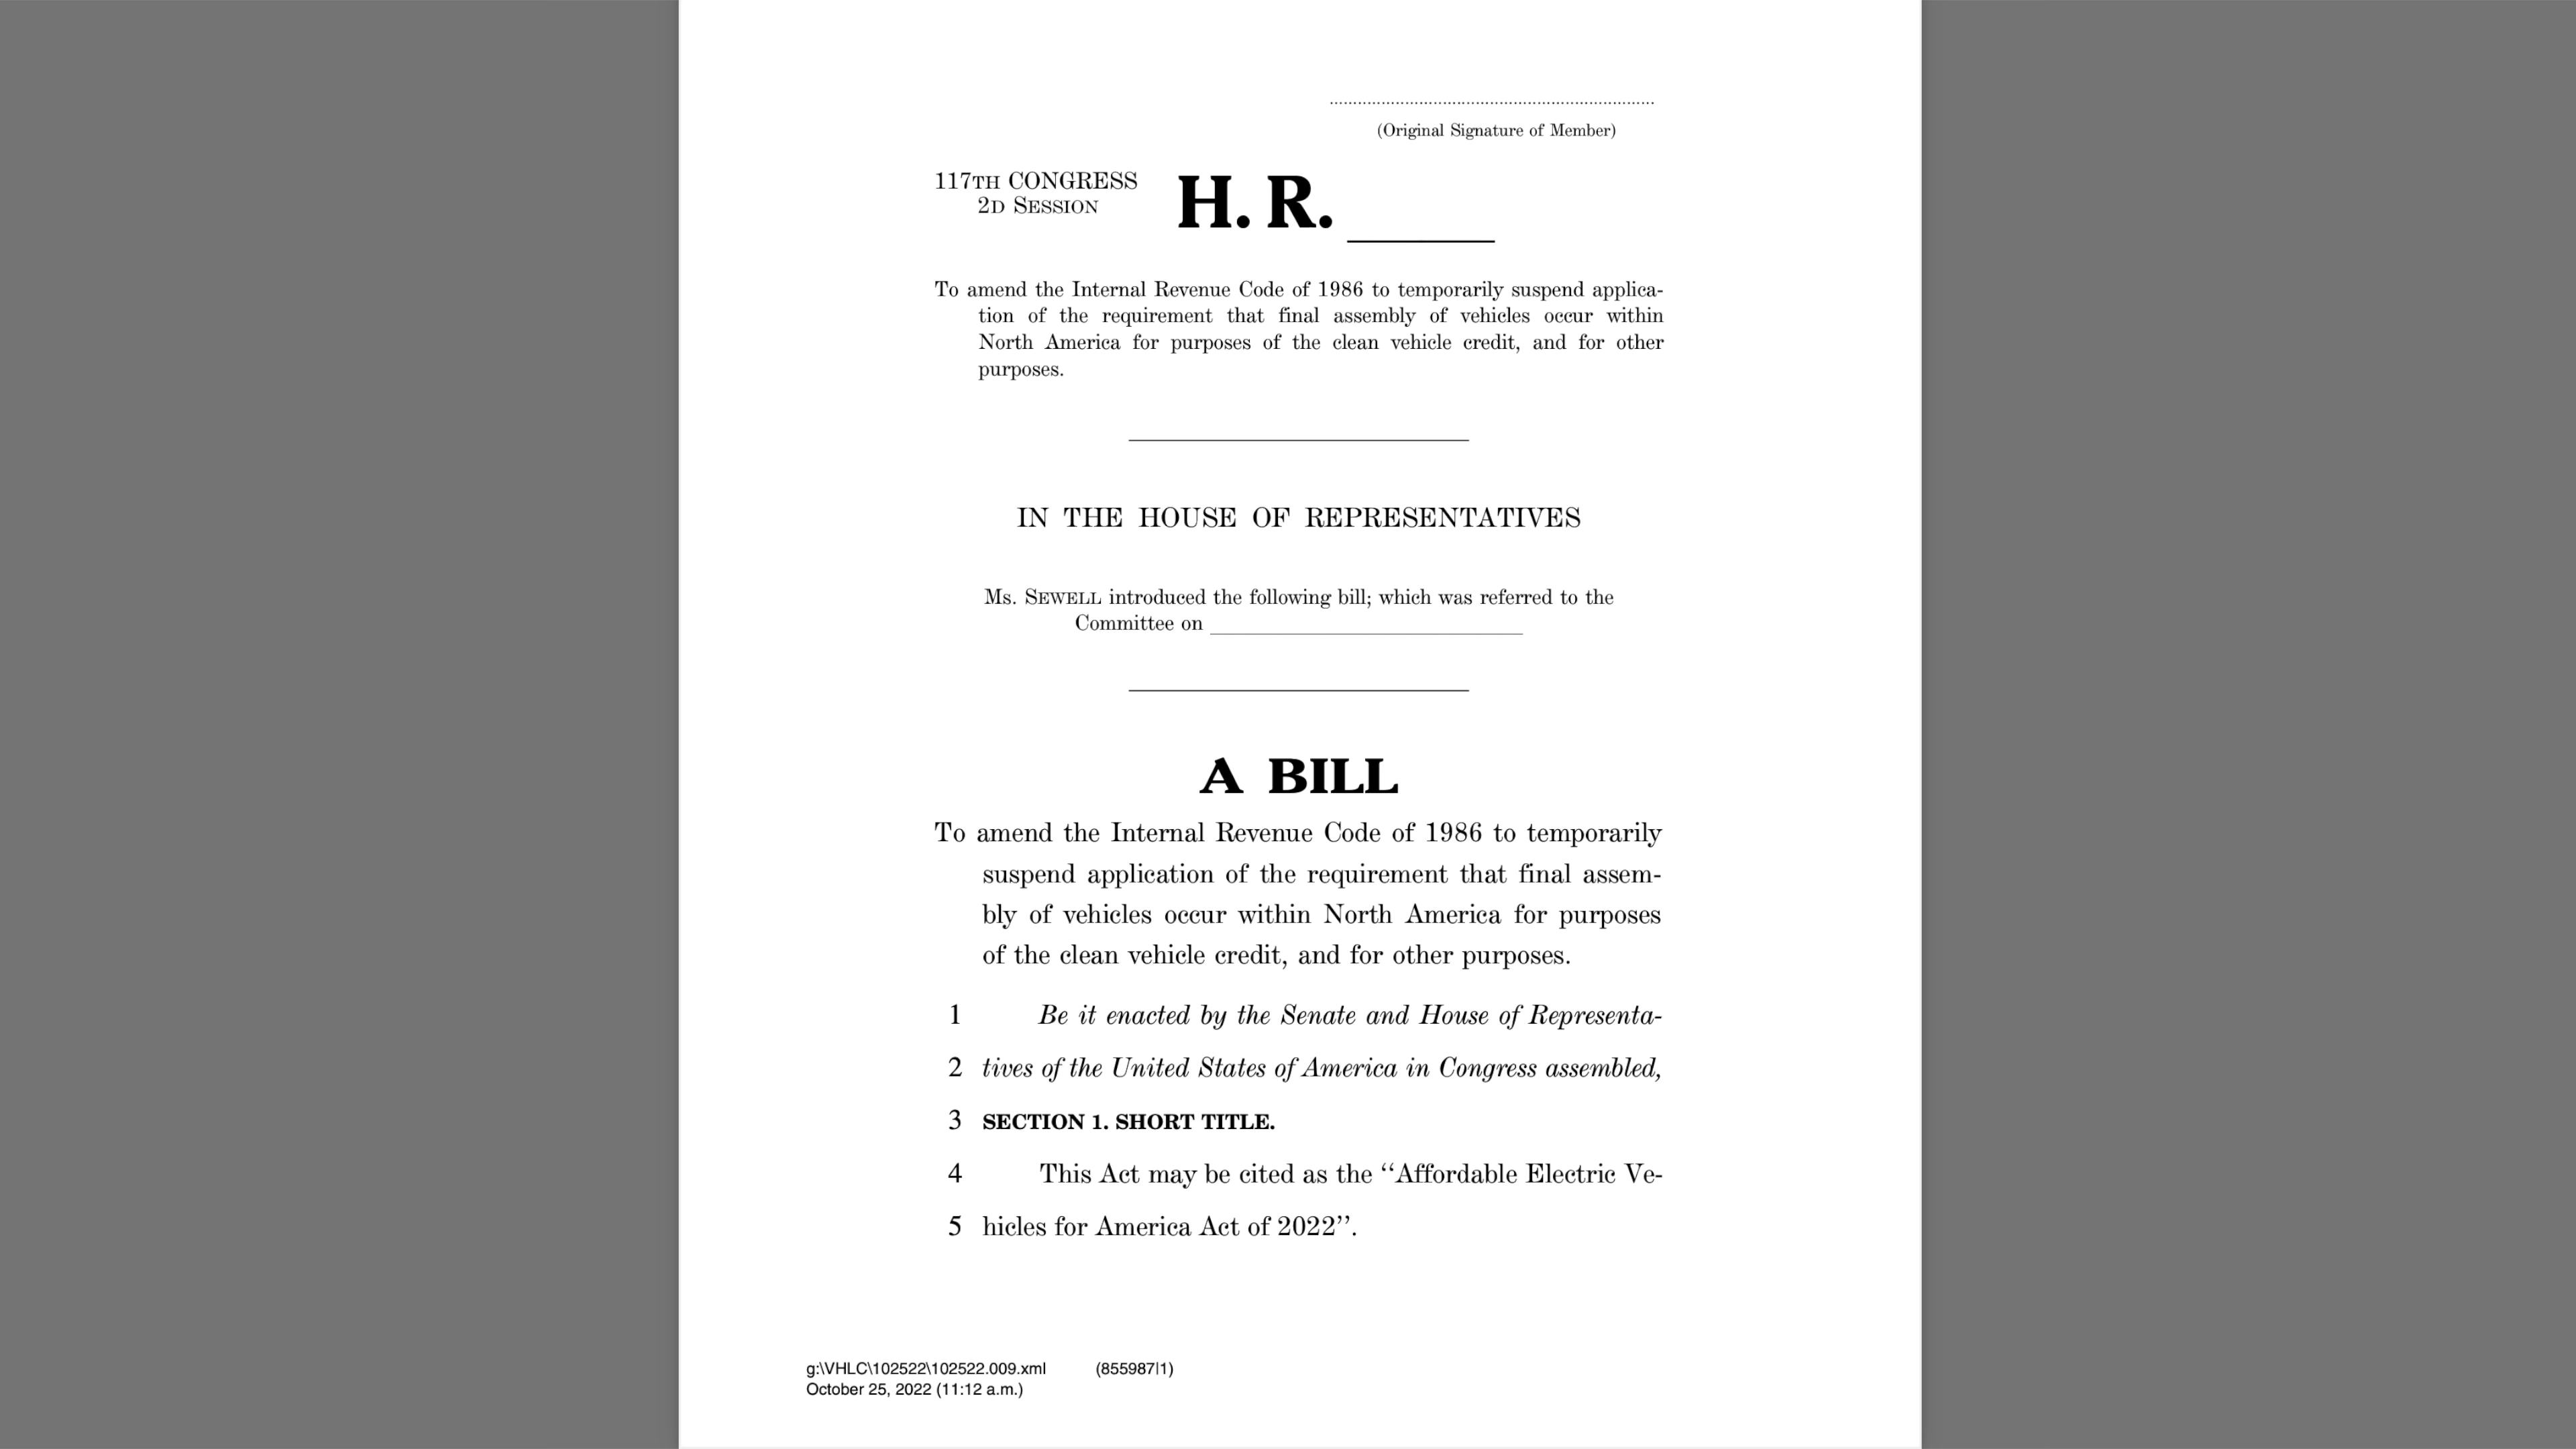 (Original Signature of Member)
117TH CONGRESS
2D SESSION
H. R.
To amend the Internal Revenue Code of 1986 to temporarily suspend applica-
tion of the requirement that final assembly of vehicles occur within
North America for purposes of the clean vehicle credit, and for other
purposes.
IN THE HOUSE OF REPRESENTATIVES
Ms. SEWELL introduced the following bill; which was referred to the
Committee on
A BILL
To amend the Internal Revenue Code of 1986 to temporarily
suspend application of the requirement that final assem-
bly of vehicles occur within North America for purposes
of the clean vehicle credit, and for other purposes.
1 Be it enacted by the Senate and House of Representa-
2 tives of the United States of America in Congress assembled,
3 SECTION 1. SHORT TITLE.
4 This Act may be cited as the ‘‘Affordable Electric Ve-
5 hicles for America Act of 2022’’.
g:\VHLC\102522\102522.009.xml (855987|1)
October 25, 2022 (11:12 a.m.)